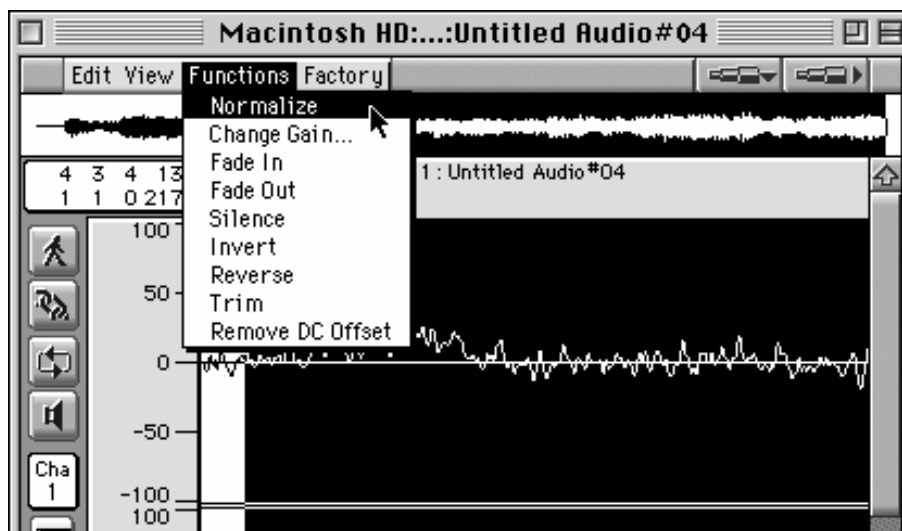 Macintosh HD:...:Untitled Audio#04
Edit View Functions Factory
Normalize
Change Gain...
Fade In
Fade Out
Silence
Invert
Reverse
Trim
Remove DC Offset
4 3 4 13
1 1 0 217
1 : Untitled Audio#04
100
50
0
-50
-100
100
Cha
1